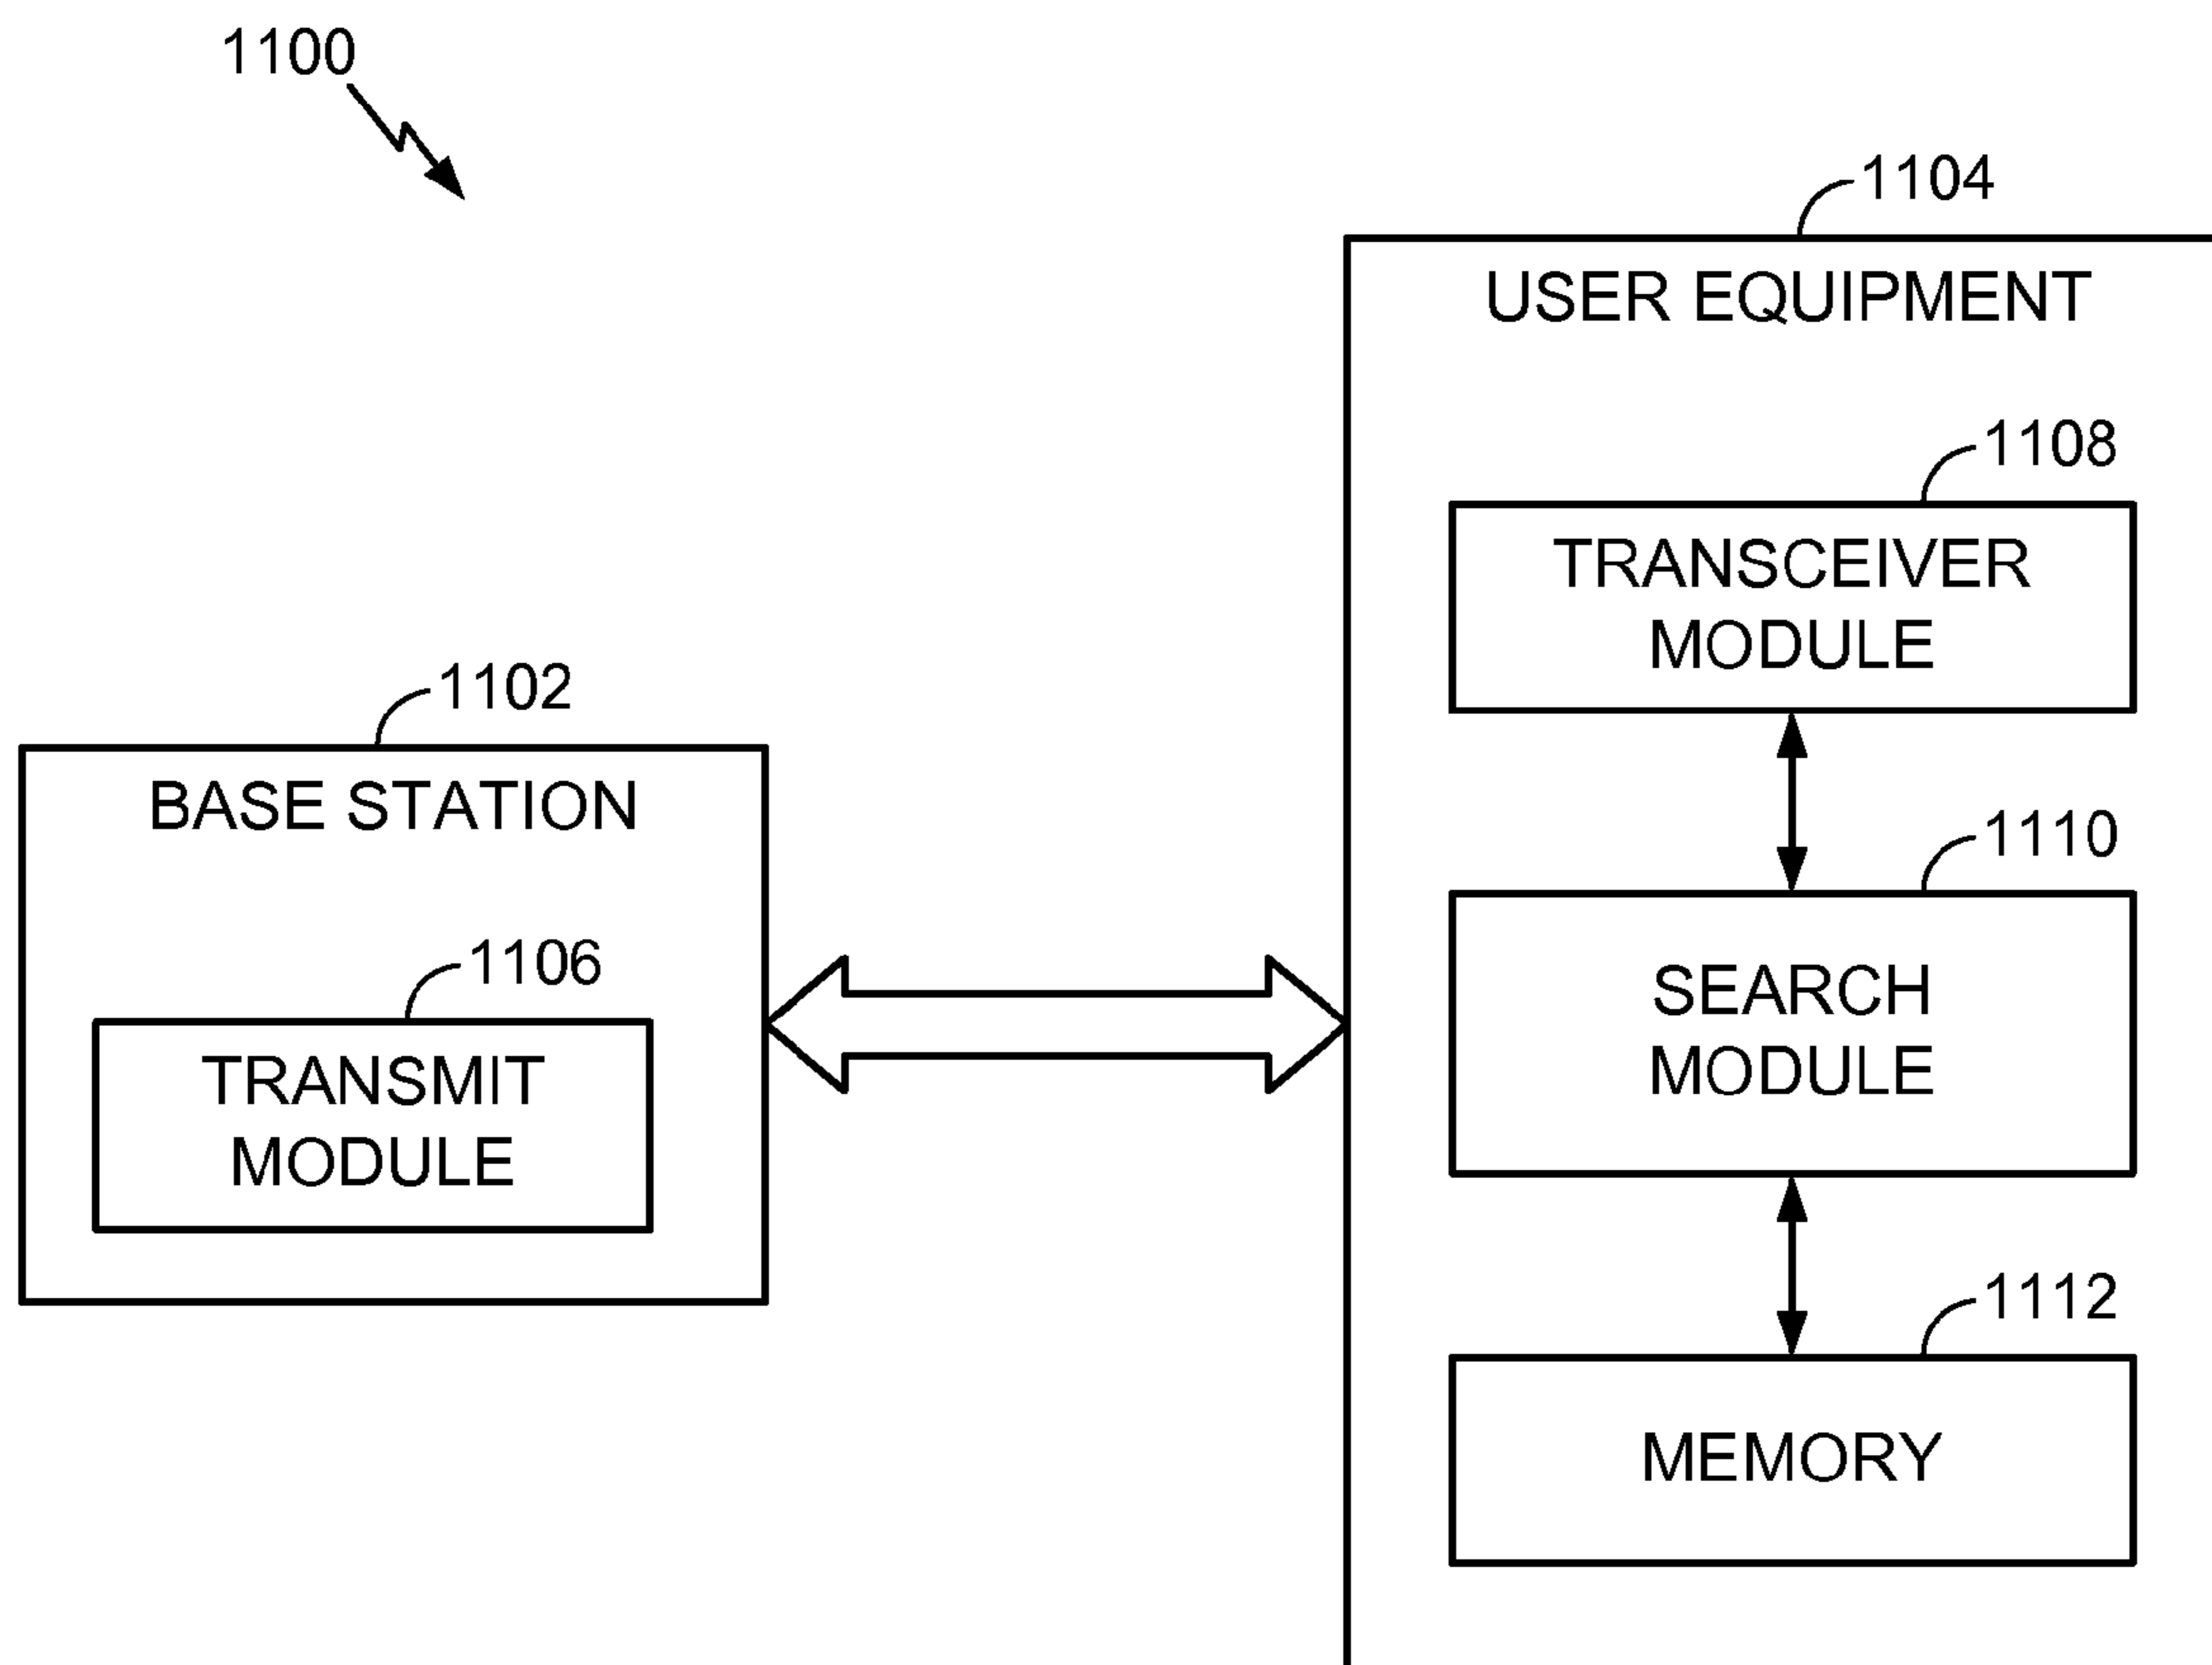 1100
1104
USER EQUIPMENT
1108
TRANSCEIVER
MODULE
1102
BASE STATION
1110
1106
SEARCH
MODULE
TRANSMIT
MODULE
1112
MEMORY